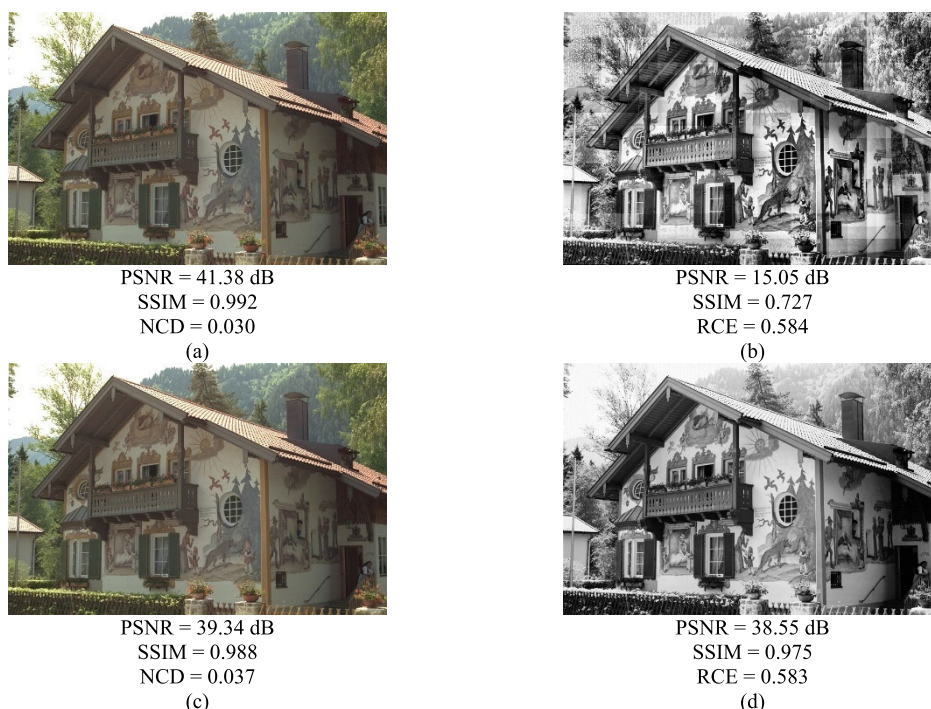 PSNR = 41.38 dB
SSIM = 0.992
NCD = 0.030
(a)
PSNR = 15.05 dB
SSIM = 0.727
RCE = 0.584
(b)
PSNR = 39.34 dB
SSIM = 0.988
NCD = 0.037
(c)
PSNR = 38.55 dB
SSIM = 0.975
RCE = 0.583
(d)